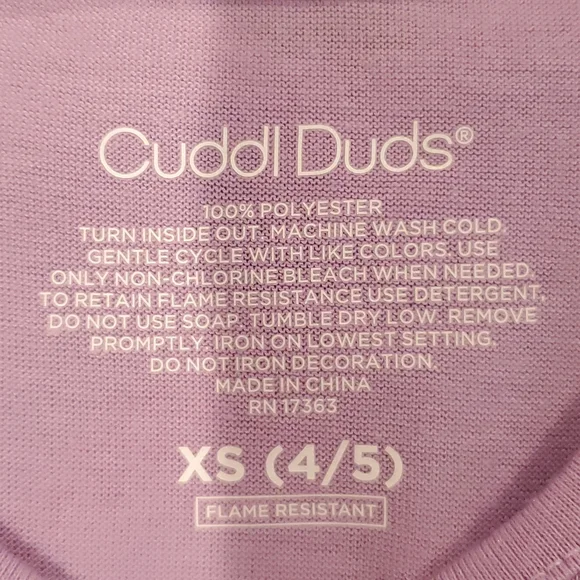 Cuddl Duds®
100% POLYESTER
TURN INSIDE OUT. MACHINE WASH COLD.
GENTLE CYCLE WITH LIKE COLORS. USE
ONLY NON-CHLORINE BLEACH WHEN NEEDED.
TO RETAIN FLAME RESISTANCE USE DETERGENT.
DO NOT USE SOAP. TUMBLE DRY LOW. REMOVE
PROMPTLY. IRON ON LOWEST SETTING.
DO NOT IRON DECORATION.
MADE IN CHINA
RN 17363
XS (4/5)
FLAME RESISTANT